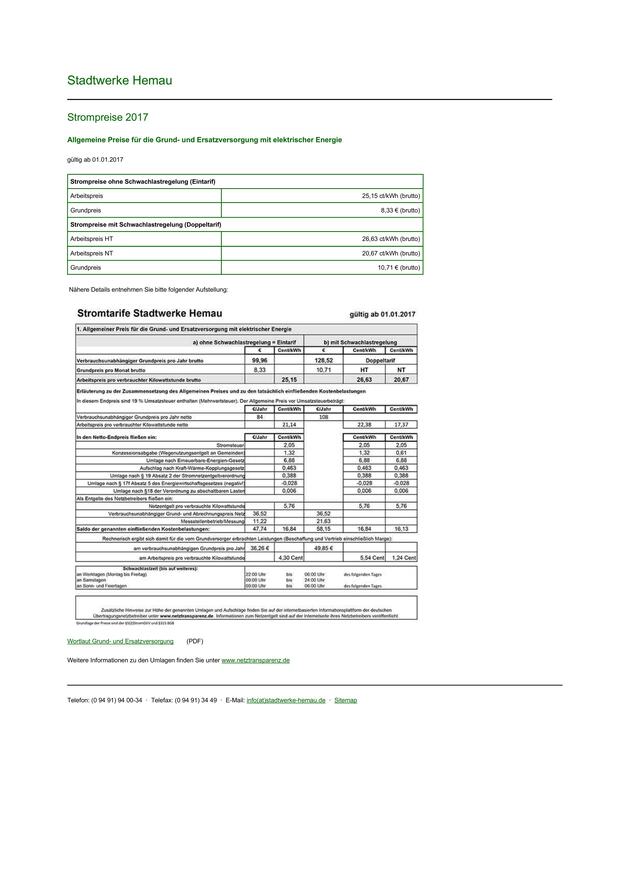 Stadtwerke Hemau
Strompreise 2017
Allgemeine Preise für die Grund- und Ersatzversorgung mit elektrischer Energie
gültig ab 01.01.2017
Strompreise ohne Schwachlastregelung (Eintarif)
Arbeitspreis 25,15 ct/kWh (brutto)
Grundpreis 8,33 € (brutto)
Strompreise mit Schwachlastregelung (Doppeltarif)
Arbeitspreis HT 26,63 ct/kWh (brutto)
Arbeitspreis NT 20,67 ct/kWh (brutto)
Grundpreis 10,71 € (brutto)
Nähere Details entnehmen Sie bitte folgender Aufstellung:
Stromtarife Stadtwerke Hemau gültig ab 01.01.2017
1. Allgemeiner Preis für die Grund- und Ersatzversorgung mit elektrischer Energie
a) ohne Schwachlastregelung = Eintarif b) mit Schwachlastregelung
€ Cent/kWh € Cent/kWh Cent/kWh
Verbrauchsunabhängiger Grundpreis pro Jahr brutto 99,96 128,52 Doppeltarif
Grundpreis pro Monat brutto 8,33 10,71 HT NT
Arbeitspreis pro verbrauchter Kilowattstunde brutto 25,15 26,63 20,67
Erläuterung zu der Zusammensetzung des Allgemeinen Preises und zu den tatsächlich einfließenden Kostenbelastungen
In diesem Endpreis sind 19 % Umsatzsteuer enthalten (Mehrwertsteuer). Der Allgemeine Preis vor Umsatzsteuer beträgt:
€/Jahr Cent/kWh €/Jahr Cent/kWh Cent/kWh
Verbrauchsunabhängiger Grundpreis pro Jahr netto 84 108
Arbeitspreis pro verbrauchter Kilowattstunde netto 21,14 22,38 17,37
In den Netto-Endpreis fließen ein: €/Jahr Cent/kWh €/Jahr Cent/kWh Cent/kWh
Stromsteuer 2,05 2,05 2,05
Konzessionsabgabe (Wegenutzungsentgelt an Gemeinden) 1,32 1,32 0,61
Umlage nach Erneuerbare-Energien-Gesetz 6,88 6,88 6,88
Aufschlag nach Kraft-Wärme-Kopplungsgesetz 0,463 0,463 0,463
Umlage nach § 19 Absatz 2 der Stromnetzentgeltverordnung 0,388 0,388 0,388
Umlage nach § 17f Absatz 5 des Energiewirtschaftsgesetzes (negativ! -0,028 -0,028 -0,028
Umlage nach §18 der Verordnung zu abschaltbaren Lasten 0,006 0,006 0,006
Als Entgelte des Netzbetreibers fließen ein:
Netzentgelt pro verbrauchte Kilowattstunde 5,76 5,76 5,76
Verbrauchsunabhängiger Grund- und Abrechnungspreis Netz 36,52 36,52
Messstellenbetrieb/Messung 11,22 21,63
Saldo der genannten einfließenden Kostenbelastungen: 47,74 16,84 58,15 16,84 16,13
Rechnerisch ergibt sich damit für die vom Grundversorger erbrachten Leistungen (Beschaffung und Vertrieb einschließlich Marge):
am verbrauchsunabhängigen Grundpreis pro Jahr 36,26 € 49,85 €
am Arbeitspreis pro verbrauchte Kilowattstunde 4,30 Cent 5,54 Cent 1,24 Cent
Schwachlastzeit (bis auf weiteres):
an Werktagen (Montag bis Freitag) 22:00 Uhr bis 06:00 Uhr des folgenden Tages
an Samstagen 00:00 Uhr bis 24:00 Uhr
an Sonn- und Feiertagen 00:00 Uhr bis 06:00 Uhr des folgenden Tages
Zusätzliche Hinweise zur Höhe der genannten Umlagen und Aufschläge finden Sie auf der internetbasierten Informationsplattform der deutschen
Übertragungsnetzbetreiber unter www.netztransparenz.de. Informationen zum Netzentgelt sind auf der Internetseite Ihres Netzbetreibers veröffentlicht
Grundlage der Preise sind der
Wortlaut Grund- und Ersatzversorgung (PDF)
Weitere Informationen zu den Umlagen finden Sie unter www.netztransparenz.de
Telefon: (0 94 91) 94 00-34 · Telefax: (0 94 91) 34 49 · E-Mail: info(at)stadtwerke-hemau.de · Sitemap